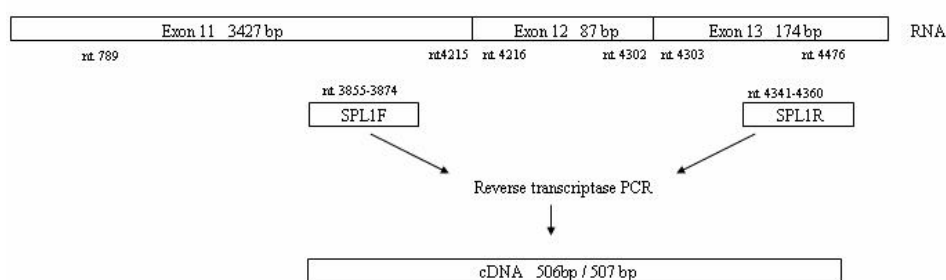 Exon 11 3427 bp Exon 12 87 bp Exon 13 174 bp RNA
nt 789 nt4215 nt 4216 nt 4302 nt 4303 nt 4476
nt 3855-3874 nt 4341-4360
SPL1F SPL1R
Reverse transcriptase PCR
cDNA 506bp / 507 bp